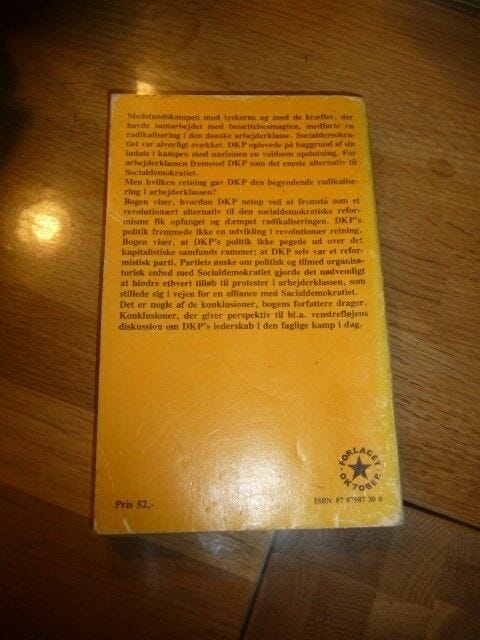 Modstandskampen mod tyskerne og mod de kræfter, der
havde samarbejdet med besættelsesmagten, medførte en
radikalisering i den danske arbejderklasse. Socialdemokra-
tiet var alvorligt svækket. DKP oplevede på baggrund af sin
indsats i kampen mod nazismen en voldsom opslutning. For
arbejderklassen fremstod DKP som det eneste alternativ til
Socialdemokratiet.
Men hvilken retning gav DKP den begyndende radikalise-
ring i arbejderklassen?
Bogen viser, hvordan DKP netop ved at fremstå som et
revolutionært alternativ til den socialdemokratiske refor-
misme fik opfanget og dæmpet radikaliseringen. DKP's
politik fremmede ikke en udvikling i revolutionær retning.
Bogen viser, at DKP's politik ikke pegede ud over det
kapitalistiske samfunds rammer; at DKP selv var et refor-
mistisk parti. Partiets ønske om politisk og tilmed organisa-
torisk enhed med Socialdemokratiet gjorde det nødvendigt
at hindre ethvert tilløb til protester i arbejderklassen, som
stillede sig i vejen for en alliance med Socialdemokratiet.
Det er nogle af de konklusioner, bogens forfattere drager.
Konklusioner, der giver perspektiv til bl.a. venstrefløjens
diskussion om DKP's lederskab i den faglige kamp i dag.
FORLAGET
OKTOBER
Pris 52,-
ISBN 87 87587 30 0